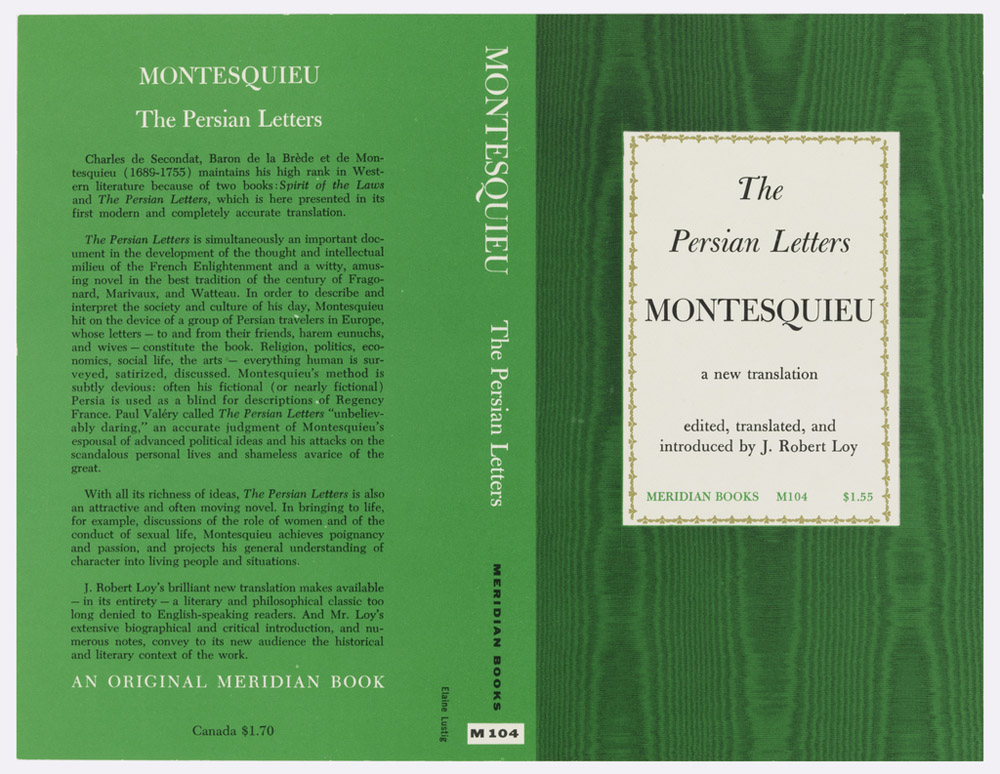 MONTESQUIEU
The Persian Letters
Charles de Secondat, Baron de la Brède et de Mon-
tesquieu (1689-1755) maintains his high rank in West-
ern literature because of two books: Spirit of the Laws
and The Persian Letters, which is here presented in its
first modern and completely accurate translation.
The Persian Letters is simultaneously an important doc-
ument in the development of the thought and intellectual
milieu of the French Enlightenment and a witty, amus-
ing novel in the best tradition of the century of Frago-
nard, Marivaux, and Watteau. In order to describe and
interpret the society and culture of his day, Montesquieu
hit on the device of a group of Persian travelers in Europe,
whose letters — to and from their friends, harem eunuchs,
and wives — constitute the book. Religion, politics, eco-
nomics, social life, the arts — everything human is sur-
veyed, satirized, discussed. Montesquieu's method is
subtly devious: often his fictional (or nearly fictional)
Persia is used as a blind for descriptions of Regency
France. Paul Valéry called The Persian Letters "unbeliev-
ably daring," an accurate judgment of Montesquieu's
espousal of advanced political ideas and his attacks on the
scandalous personal lives and shameless avarice of the
great.
With all its richness of ideas, The Persian Letters is also
an attractive and often moving novel. In bringing to life,
for example, discussions of the role of women and of the
conduct of sexual life, Montesquieu achieves poignancy
and passion, and projects his general understanding of
character into living people and situations.
J. Robert Loy's brilliant new translation makes available
— in its entirety — a literary and philosophical classic too
long denied to English-speaking readers. And Mr. Loy's
extensive biographical and critical introduction, and nu-
merous notes, convey to its new audience the historical
and literary context of the work.
AN ORIGINAL MERIDIAN BOOK
Canada $1.70
Elaine Lustig
MONTESQUIEU The Persian Letters MERIDIAN BOOKS
M 104
The
Persian Letters
MONTESQUIEU
a new translation
edited, translated, and
introduced by J. Robert Loy
MERIDIAN BOOKS M104 $1.55